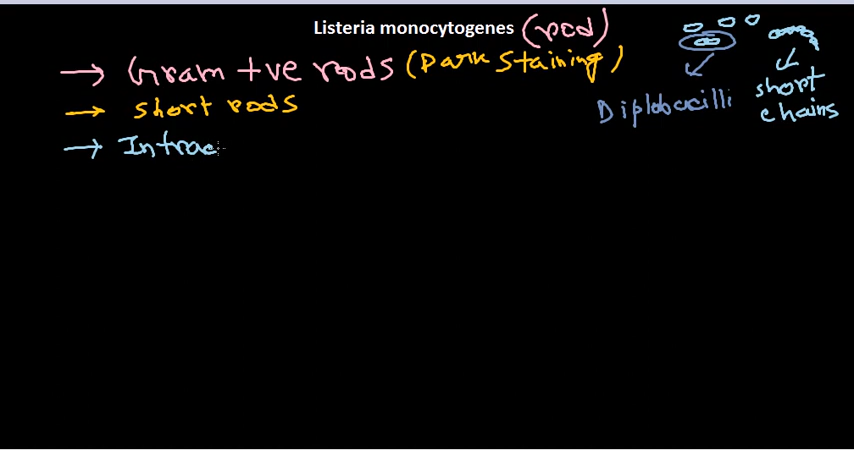 Listeria monocytogenes (rod)
→ Gram +ve rods (Dark staining)
→ short rods
→ Intrac
Diplobacilli
short
chains